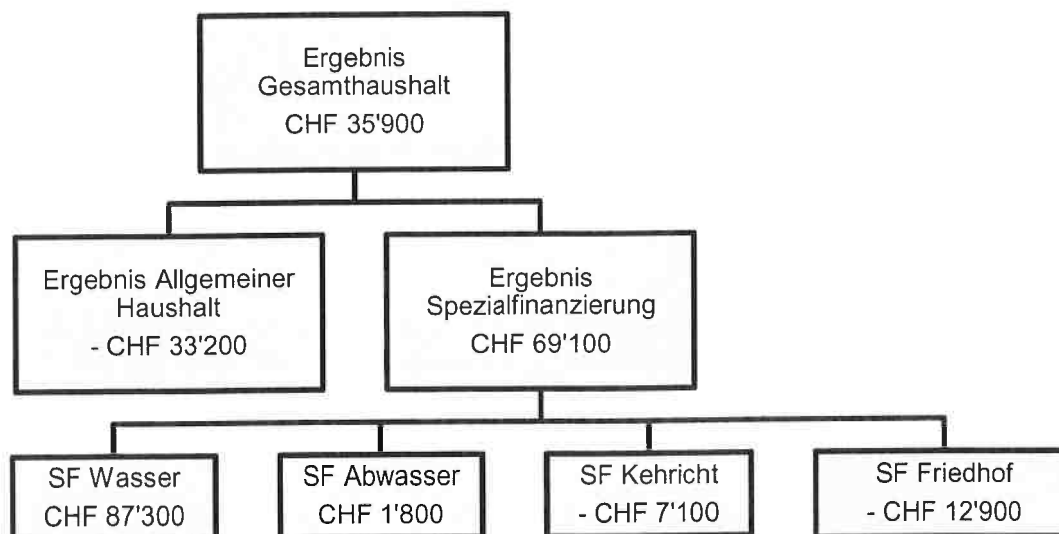 Ergebnis
Gesamthaushalt
CHF 35'900
Ergebnis Allgemeiner
Haushalt
- CHF 33'200
Ergebnis
Spezialfinanzierung
CHF 69'100
SF Wasser
CHF 87'300
SF Abwasser
CHF 1'800
SF Kehricht
- CHF 7'100
SF Friedhof
- CHF 12'900